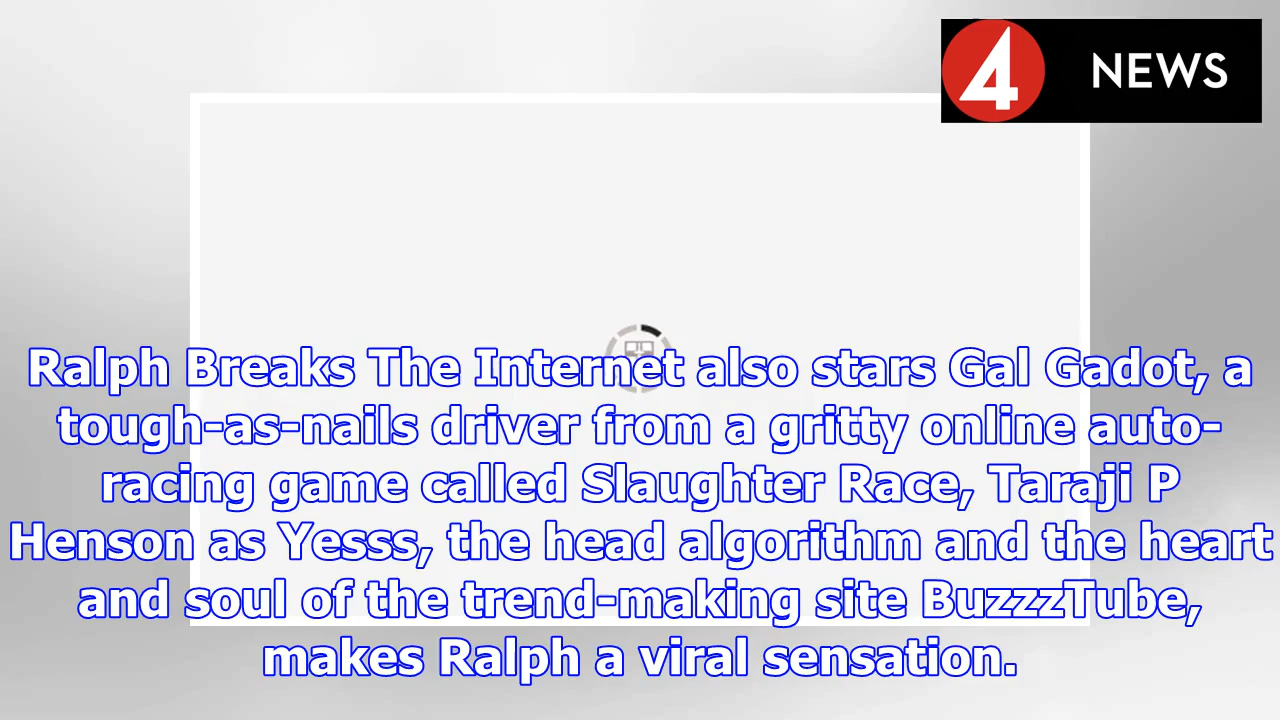 4 NEWS
Ralph Breaks The Internet also stars Gal Gadot, a
tough-as-nails driver from a gritty online auto-
racing game called Slaughter Race, Taraji P
Henson as Yesss, the head algorithm and the heart
and soul of the trend-making site BuzzzTube,
makes Ralph a viral sensation.